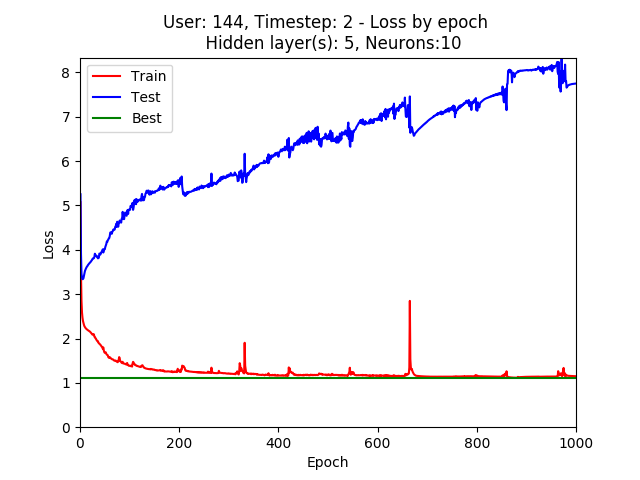 User: 144, Timestep: 2 - Loss by epoch
Hidden layer(s): 5, Neurons:10
Train
Test
Best
Loss
8
7
6
5
4
3
2
1
0
0 200 400 600 800 1000
Epoch